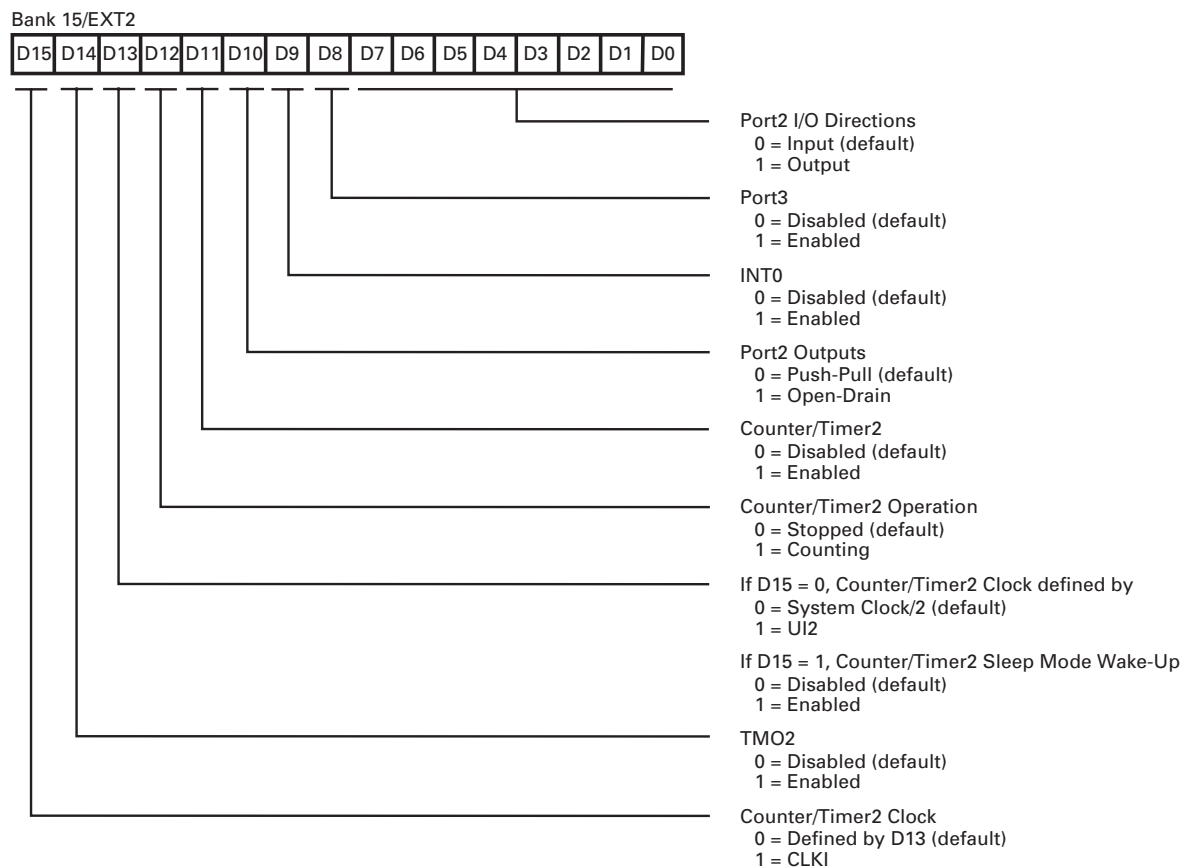 Bank 15/EXT2
D15 D14 D13 D12 D11 D10 D9 D8 D7 D6 D5 D4 D3 D2 D1 D0
Port2 I/O Directions
0 = Input (default)
1 = Output
Port3
0 = Disabled (default)
1 = Enabled
INT0
0 = Disabled (default)
1 = Enabled
Port2 Outputs
0 = Push-Pull (default)
1 = Open-Drain
Counter/Timer2
0 = Disabled (default)
1 = Enabled
Counter/Timer2 Operation
0 = Stopped (default)
1 = Counting
If D15 = 0, Counter/Timer2 Clock defined by
0 = System Clock/2 (default)
1 = UI2
If D15 = 1, Counter/Timer2 Sleep Mode Wake-Up
0 = Disabled (default)
1 = Enabled
TMO2
0 = Disabled (default)
1 = Enabled
Counter/Timer2 Clock
0 = Defined by D13 (default)
1 = CLKI